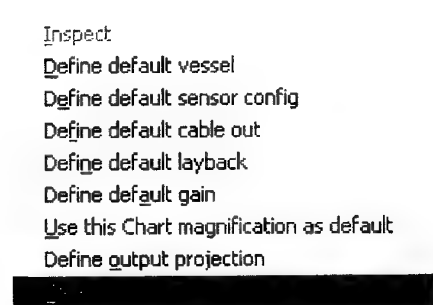 Inspect
Define default vessel
Define default sensor config
Define default cable out
Define default layback
Define default gain
Use this Chart magnification as default
Define output projection